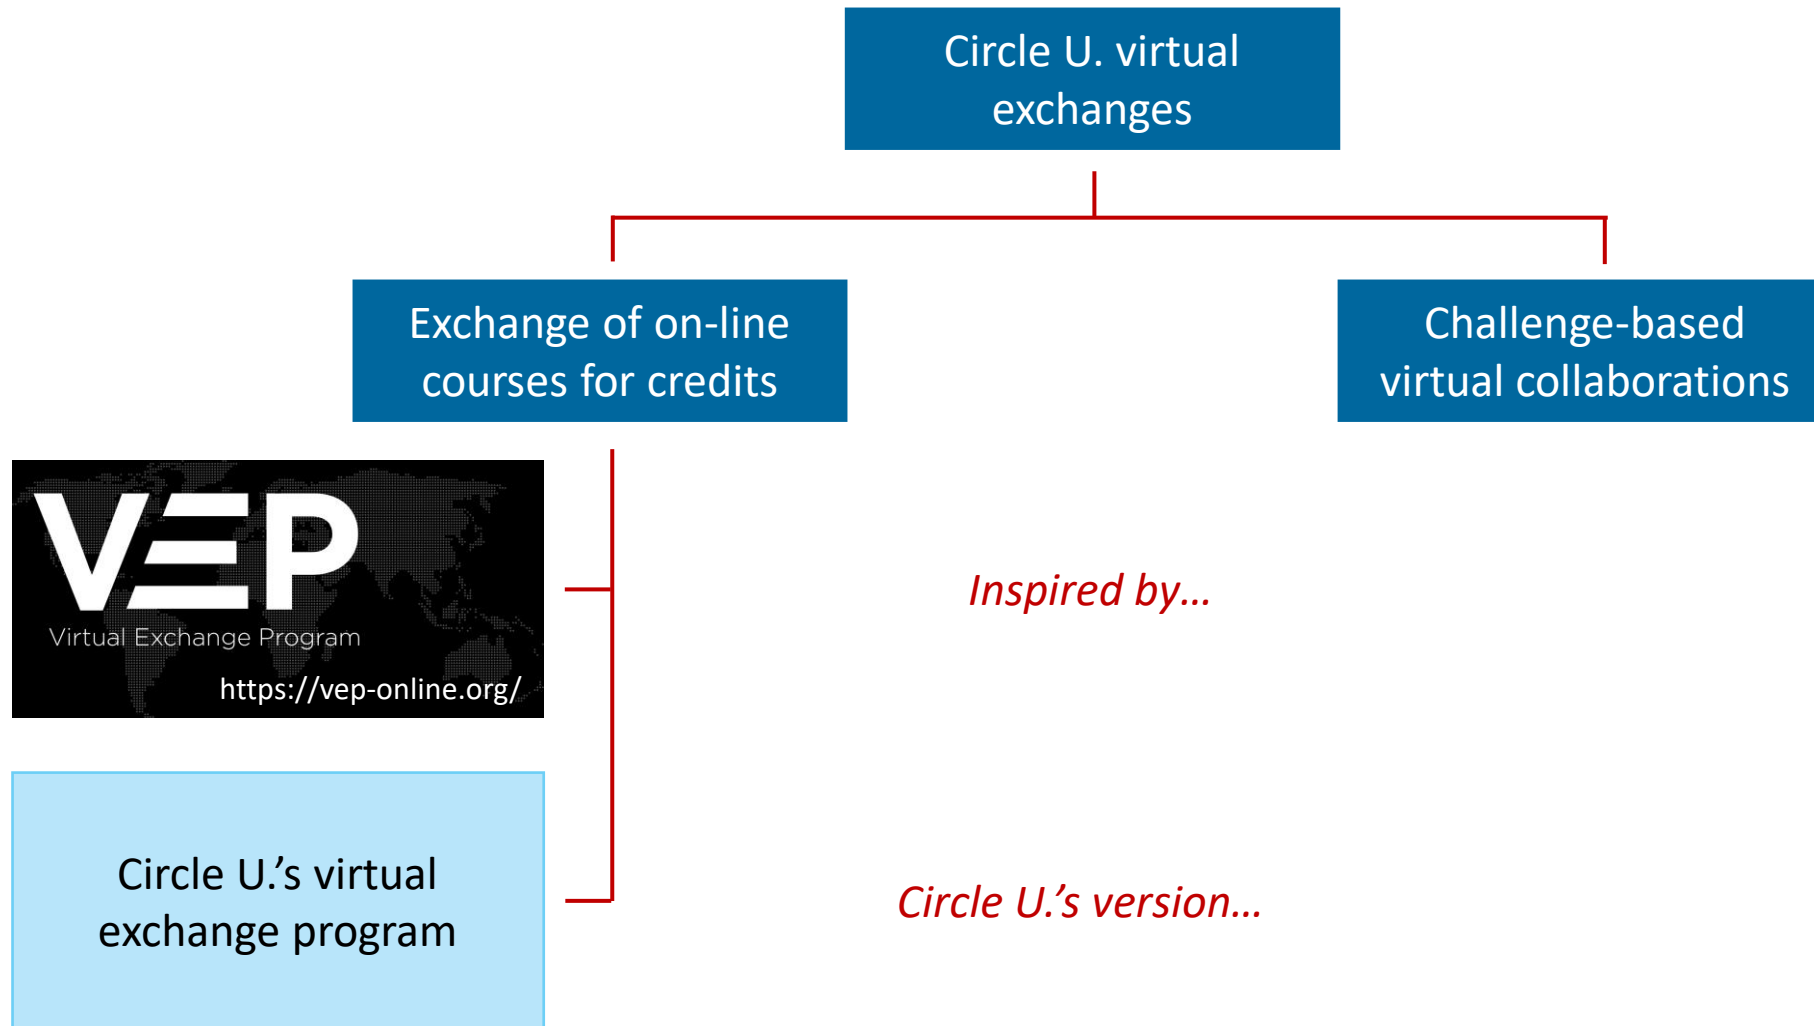 Circle U. virtual
exchanges
Exchange of on-line
courses for credits
Challenge-based
virtual collaborations
VEP
Virtual Exchange Program
https://vep-online.org/
Inspired by…
Circle U.’s virtual
exchange program
Circle U.’s version…